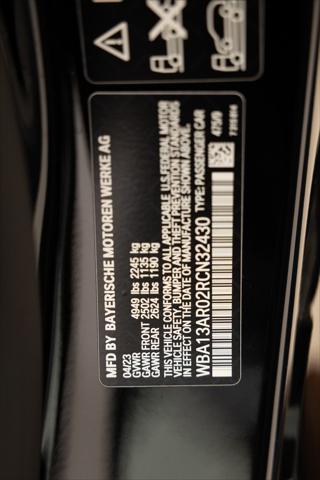 MFD BY BAYERISCHE MOTOREN WERKE AG
04/23
GVWR 4949 lbs 2245 kg
GAWR FRONT 2502 lbs 1135 kg
GAWR REAR 2624 lbs 1190 kg
THIS VEHICLE CONFORMS TO ALL APPLICABLE U.S. FEDERAL MOTOR
VEHICLE SAFETY, BUMPER AND THEFT PREVENTION STANDARDS
IN EFFECT ON THE DATE OF MANUFACTURE SHOWN ABOVE.
WBA13AR02RCN32430 TYPE: PASSENGER CAR